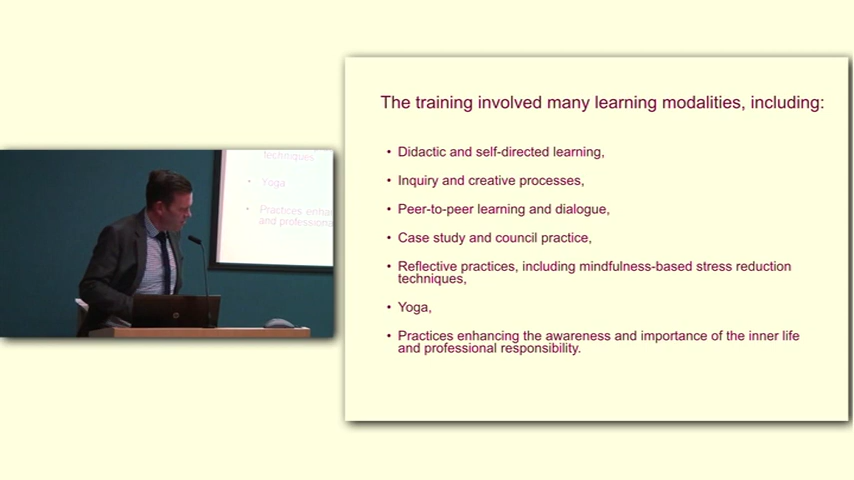 The training involved many learning modalities, including:
• Didactic and self-directed learning,
• Inquiry and creative processes,
• Peer-to-peer learning and dialogue,
• Case study and council practice,
• Reflective practices, including mindfulness-based stress reduction
techniques,
• Yoga,
• Practices enhancing the awareness and importance of the inner life
and professional responsibility.
techniques
• Yoga
• Practices
and